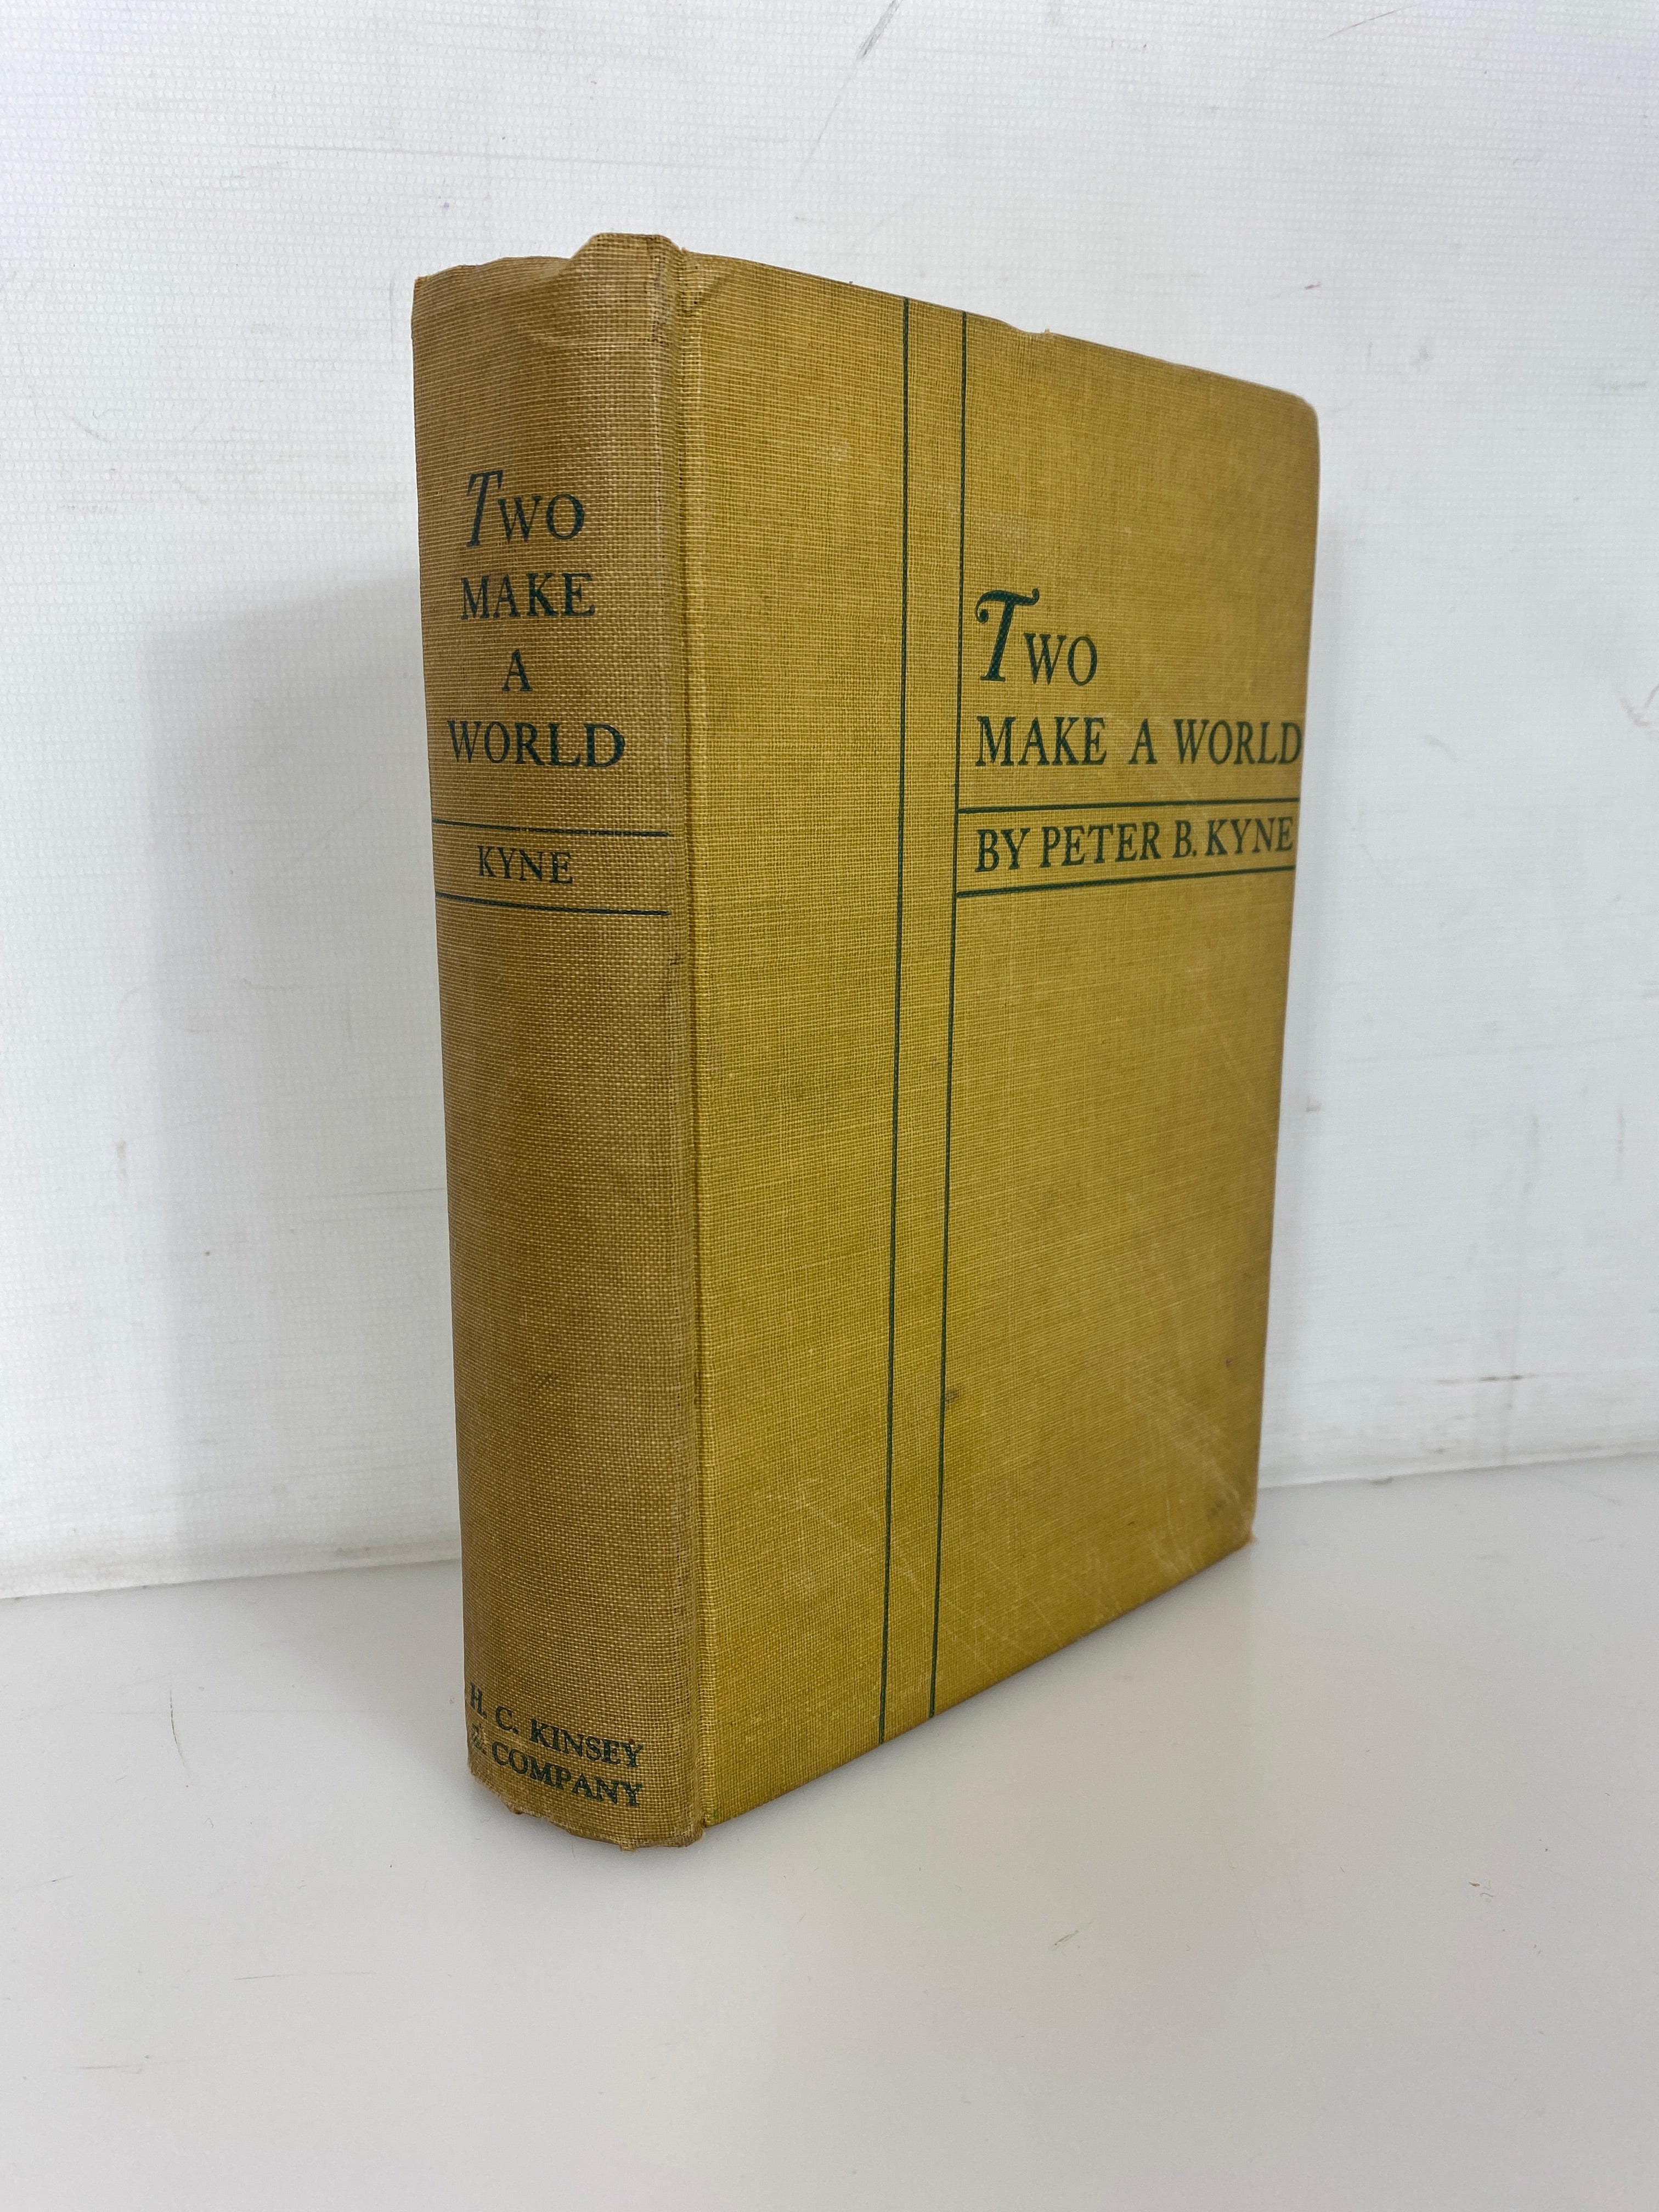 Two
MAKE
A
WORLD
KYNE
H. C. KINSEY
& COMPANY
Two
MAKE A WORLD
BY PETER B. KYNE